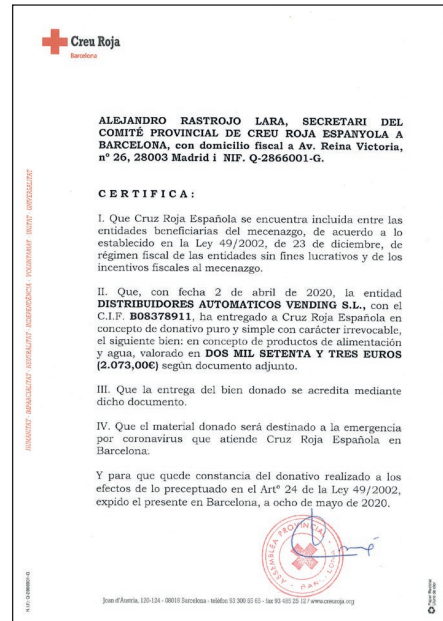 Creu Roja
Barcelona
ALEJANDRO RASTROJO LARA, SECRETARI DEL
COMITÉ PROVINCIAL DE CREU ROJA ESPANYOLA A
BARCELONA, con domicilio fiscal a Av. Reina Victoria,
nº 26, 28003 Madrid i NIF. Q-2866001-G.
CERTIFICA:
I. Que Cruz Roja Española se encuentra incluida entre las
entidades beneficiarias del mecenazgo, de acuerdo a lo
establecido en la Ley 49/2002, de 23 de diciembre, de
régimen fiscal de las entidades sin fines lucrativos y de los
incentivos fiscales al mecenazgo.
II. Que, con fecha 2 de abril de 2020, la entidad
DISTRIBUIDORES AUTOMATICOS VENDING S.L., con el
C.I.F. B08378911, ha entregado a Cruz Roja Española en
concepto de donativo puro y simple con carácter irrevocable,
el siguiente bien: en concepto de productos de alimentación
y agua, valorado en DOS MIL SETENTA Y TRES EUROS
(2.073,00€) según documento adjunto.
III. Que la entrega del bien donado se acredita mediante
dicho documento.
IV. Que el material donado será destinado a la emergencia
por coronavirus que atiende Cruz Roja Española en
Barcelona.
Y para que quede constancia del donativo realizado a los
efectos de lo preceptuado en el Artº 24 de la Ley 49/2002,
expido el presente en Barcelona, a ocho de mayo de 2020.
ASSEMBLEA PROVINCIAL
Joan d'Àustria, 120-124 - 08018 Barcelona - telèfon 93 300 65 65 - fax 93 485 25 12 / www.creuroja.org
HUMANITAT - IMPARCIALITAT - NEUTRALITAT - INDEPENDÈNCIA - VOLUNTARIAT - UNITAT - UNIVERSALITAT
N.I.F.: Q-2866001-G